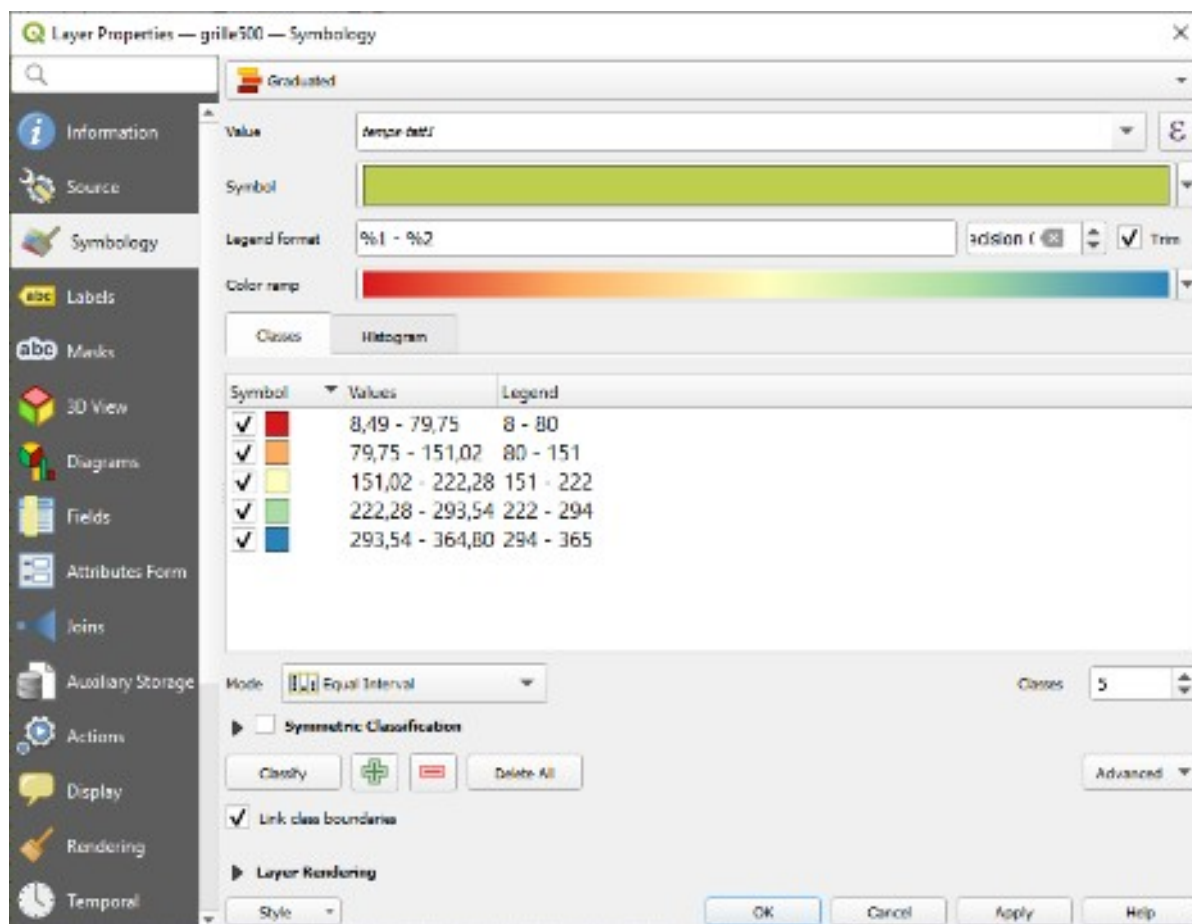 Layer Properties — grille500 — Symbology
Graduated
Information
Value
Source
Symbol
Symbology
Legend format %1 - %2 Trim
Color ramp
Labels
Classes Histogram
Masks
Symbol Values Legend
3D View
8,49 - 79,75 8 - 80
79,75 - 151,02 80 - 151
Diagrams
151,02 - 222,28 151 - 222
222,28 - 293,54 222 - 294
Fields
293,54 - 364,80 294 - 365
Attributes Form
Joins
Auxiliary Storage
Mode Equal Interval Classes 5
Symmetric Classification
Actions
Classify Delete All Advanced
Display
Link class boundaries
Rendering
Layer Rendering
Temporal
Style OK Cancel Apply Help